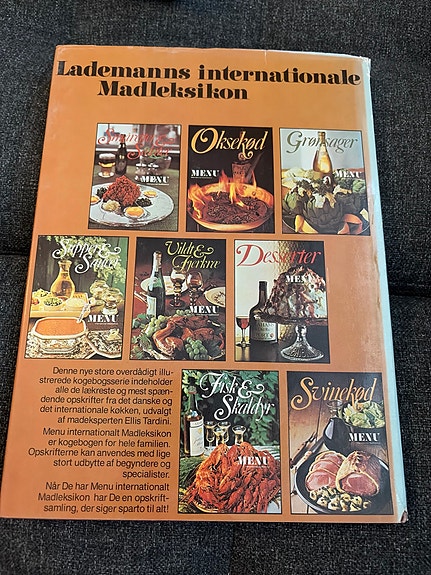 Lademanns internationale
Madleksikon
Smørrebrød &
MENU
Oksekød
MENU
Grønsager
MENU
Supper &
Saucer
MENU
Vildt &
Fjerkræ
MENU
Desserter
MENU
Denne nye store overdådigt illu-
strerede kogebogsserie indeholder
alle de lækreste og mest spæn-
dende opskrifter fra det danske og
det internationale køkken, udvalgt
af madeksperten Ellis Tardini.
Menu internationalt Madleksikon
er kogebogen for hele familien.
Opskrifterne kan anvendes med lige
stort udbytte af begyndere og
specialister.
Når De har Menu internationalt
Madleksikon har De en opskrift-
samling, der siger sparto til alt!
Fisk &
Skaldyr
MENU
Svinekød
MENU